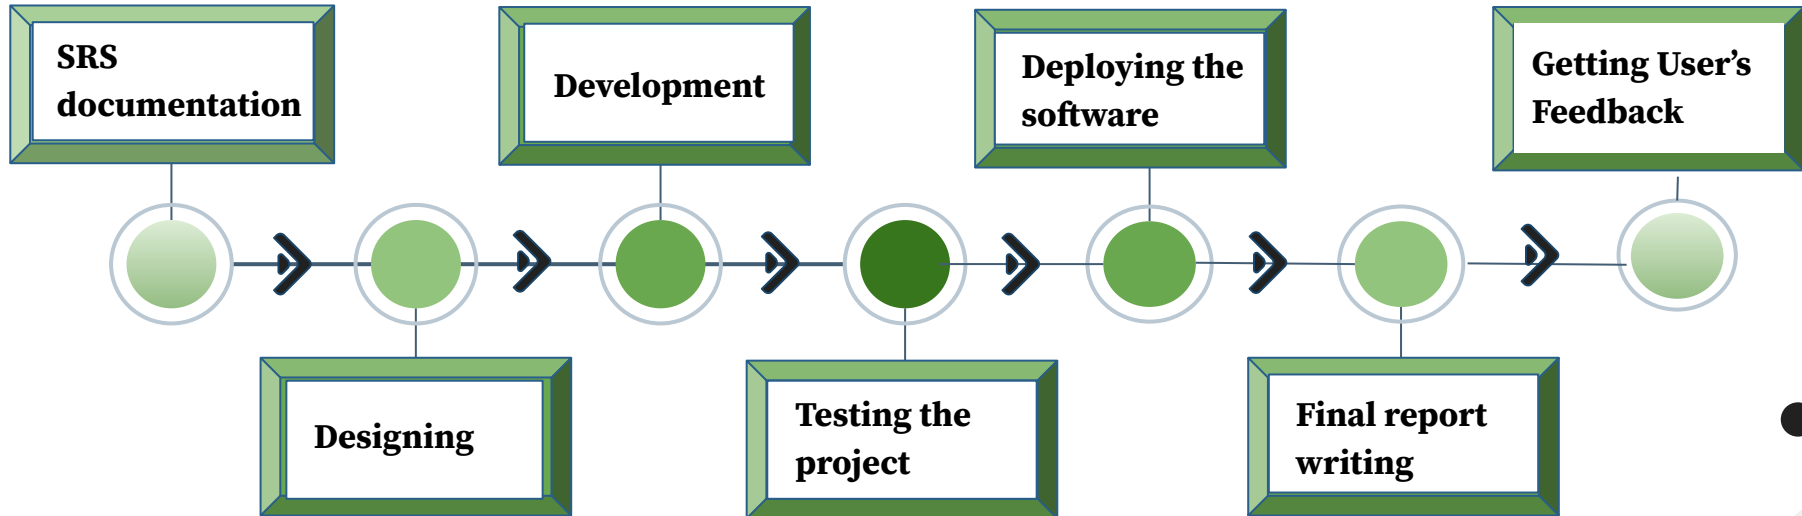 SRS
documentation
Designing
Development
Testing the
project
Deploying the
software
Final report
writing
Getting User’s
Feedback